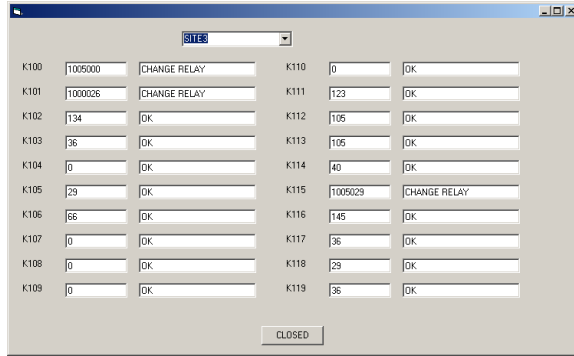 SITE3
K100 1005000 CHANGE RELAY K110 0 OK
K101 1000026 CHANGE RELAY K111 123 OK
K102 134 OK K112 105 OK
K103 36 OK K113 105 OK
K104 0 OK K114 40 OK
K105 29 OK K115 1005029 CHANGE RELAY
K106 66 OK K116 145 OK
K107 0 OK K117 36 OK
K108 0 OK K118 29 OK
K109 0 OK K119 36 OK
CLOSED